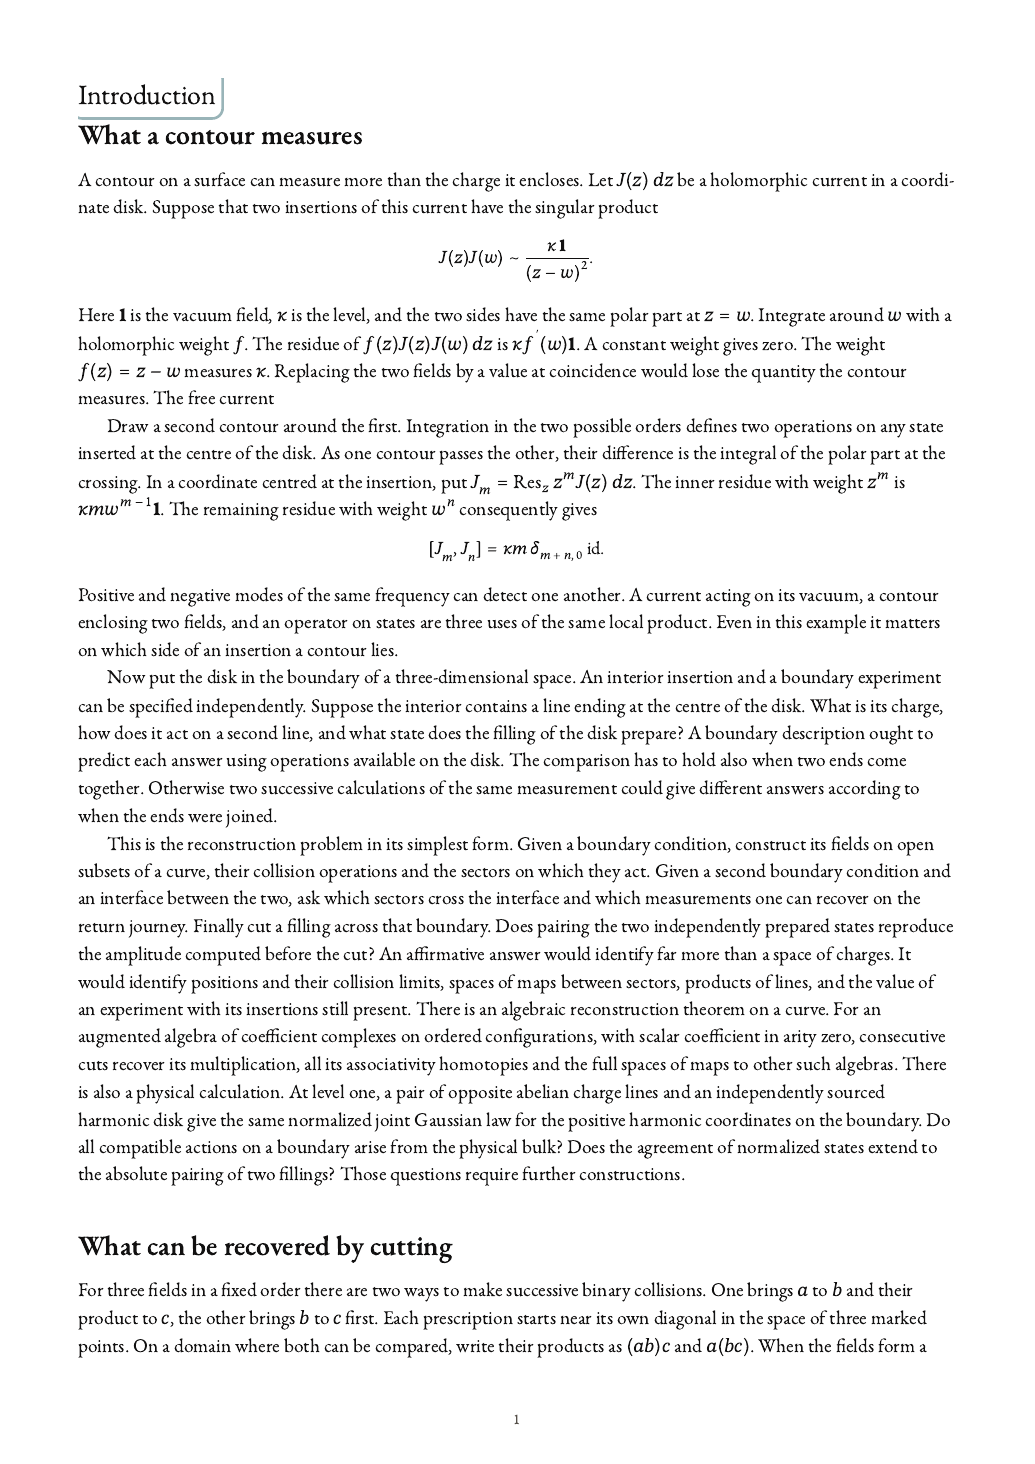 Introduction
What a contour measures
A contour on a surface can measure more than the charge it encloses. Let J(z) dz be a holomorphic current in a coordi-
nate disk. Suppose that two insertions of this current have the singular product
J(z)J(w) ~ κ1 / (z − w)².
Here 1 is the vacuum field, κ is the level, and the two sides have the same polar part at z = w. Integrate around w with a
holomorphic weight f. The residue of f(z)J(z)J(w) dz is κf′(w)1. A constant weight gives zero. The weight
f(z) = z − w measures κ. Replacing the two fields by a value at coincidence would lose the quantity the contour
measures. The free current
Draw a second contour around the first. Integration in the two possible orders defines two operations on any state
inserted at the centre of the disk. As one contour passes the other, their difference is the integral of the polar part at the
crossing. In a coordinate centred at the insertion, put J_m = Res_z z^m J(z) dz. The inner residue with weight z^m is
κmw^{m−1}1. The remaining residue with weight w^n consequently gives
[J_m, J_n] = κm δ_{m+n,0} id.
Positive and negative modes of the same frequency can detect one another. A current acting on its vacuum, a contour
enclosing two fields, and an operator on states are three uses of the same local product. Even in this example it matters
on which side of an insertion a contour lies.
Now put the disk in the boundary of a three-dimensional space. An interior insertion and a boundary experiment
can be specified independently. Suppose the interior contains a line ending at the centre of the disk. What is its charge,
how does it act on a second line, and what state does the filling of the disk prepare? A boundary description ought to
predict each answer using operations available on the disk. The comparison has to hold also when two ends come
together. Otherwise two successive calculations of the same measurement could give different answers according to
when the ends were joined.
This is the reconstruction problem in its simplest form. Given a boundary condition, construct its fields on open
subsets of a curve, their collision operations and the sectors on which they act. Given a second boundary condition and
an interface between the two, ask which sectors cross the interface and which measurements one can recover on the
return journey. Finally cut a filling across that boundary. Does pairing the two independently prepared states reproduce
the amplitude computed before the cut? An affirmative answer would identify far more than a space of charges. It
would identify positions and their collision limits, spaces of maps between sectors, products of lines, and the value of
an experiment with its insertions still present. There is an algebraic reconstruction theorem on a curve. For an
augmented algebra of coefficient complexes on ordered configurations, with scalar coefficient in arity zero, consecutive
cuts recover its multiplication, all its associativity homotopies and the full spaces of maps to other such algebras. There
is also a physical calculation. At level one, a pair of opposite abelian charge lines and an independently sourced
harmonic disk give the same normalized joint Gaussian law for the positive harmonic coordinates on the boundary. Do
all compatible actions on a boundary arise from the physical bulk? Does the agreement of normalized states extend to
the absolute pairing of two fillings? Those questions require further constructions.
What can be recovered by cutting
For three fields in a fixed order there are two ways to make successive binary collisions. One brings a to b and their
product to c, the other brings b to c first. Each prescription starts near its own diagonal in the space of three marked
points. On a domain where both can be compared, write their products as (ab)c and a(bc). When the fields form a
1